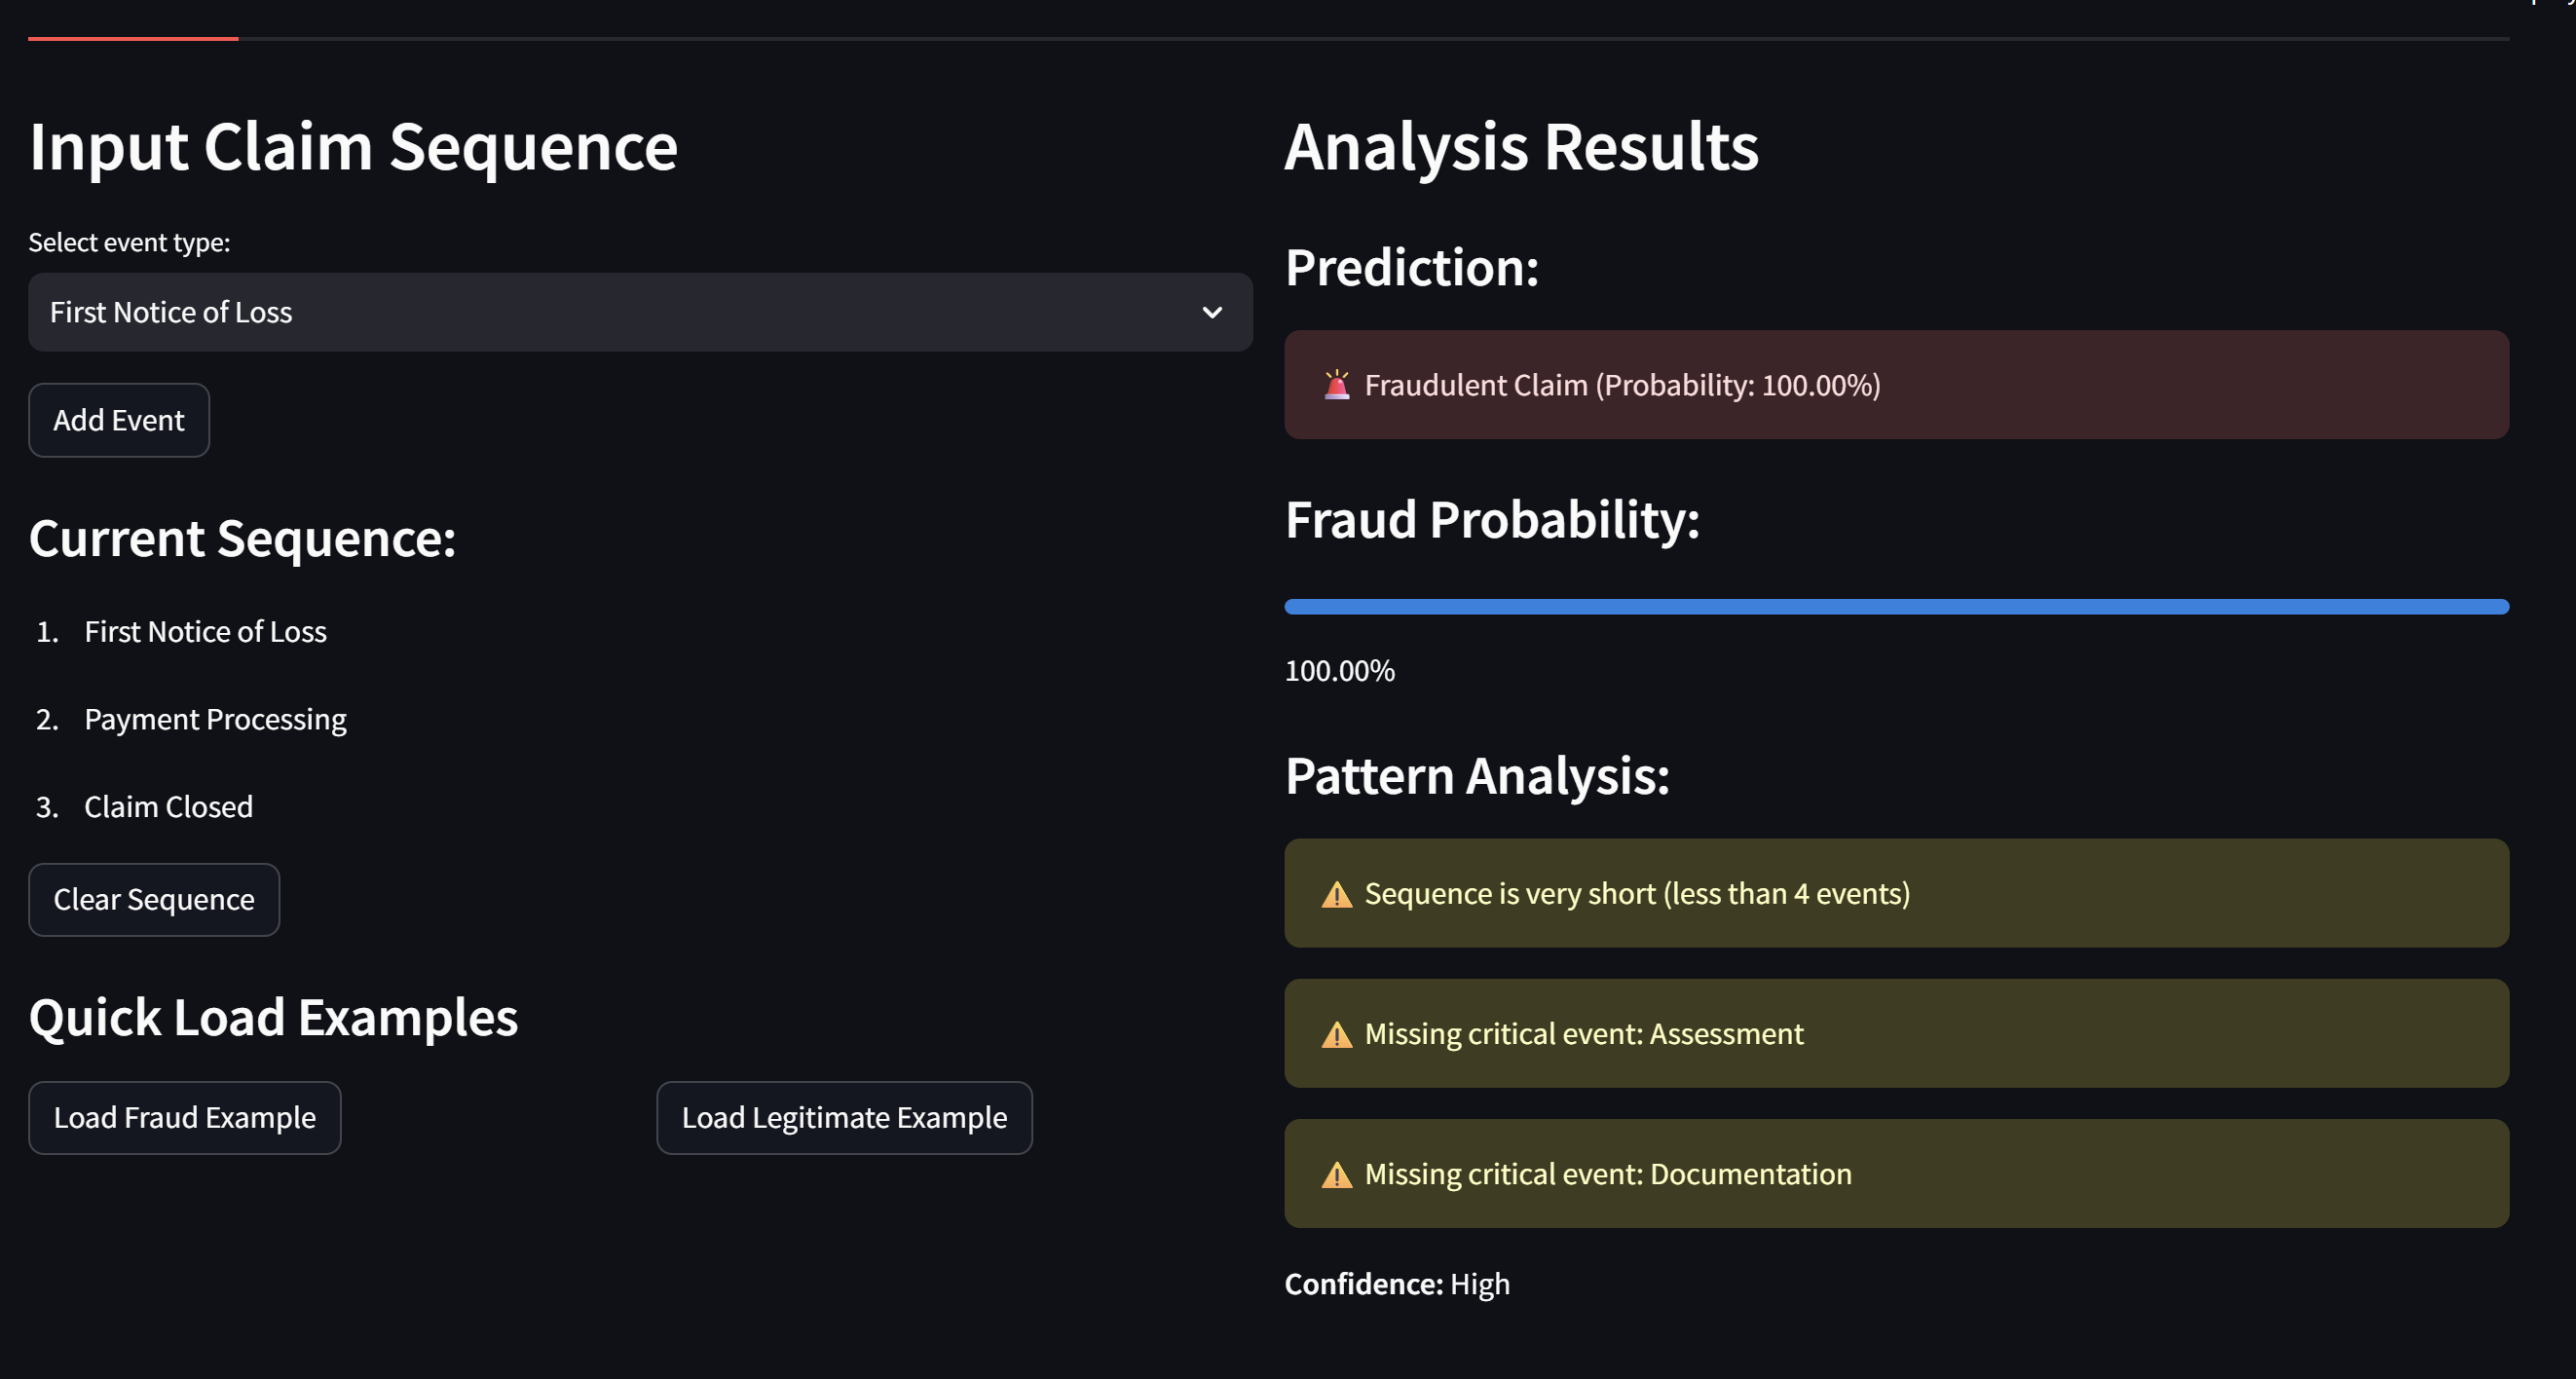 Input Claim Sequence
Select event type:
First Notice of Loss
Add Event
Current Sequence:
1. First Notice of Loss
2. Payment Processing
3. Claim Closed
Clear Sequence
Quick Load Examples
Load Fraud Example
Load Legitimate Example
Analysis Results
Prediction:
🚨 Fraudulent Claim (Probability: 100.00%)
Fraud Probability:
100.00%
Pattern Analysis:
⚠️ Sequence is very short (less than 4 events)
⚠️ Missing critical event: Assessment
⚠️ Missing critical event: Documentation
Confidence: High